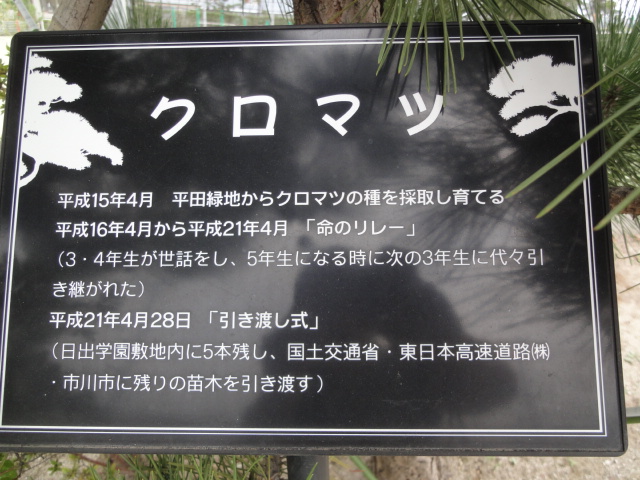 クロマツ
平成15年4月　平田緑地からクロマツの種を採取し育てる
平成16年4月から平成21年4月 「命のリレー」
（3・4年生が世話をし、5年生になる時に次の3年生に代々引
き継がれた）
平成21年4月28日 「引き渡し式」
（日出学園敷地内に5本残し、国土交通省・東日本高速道路㈱
・市川市に残りの苗木を引き渡す）